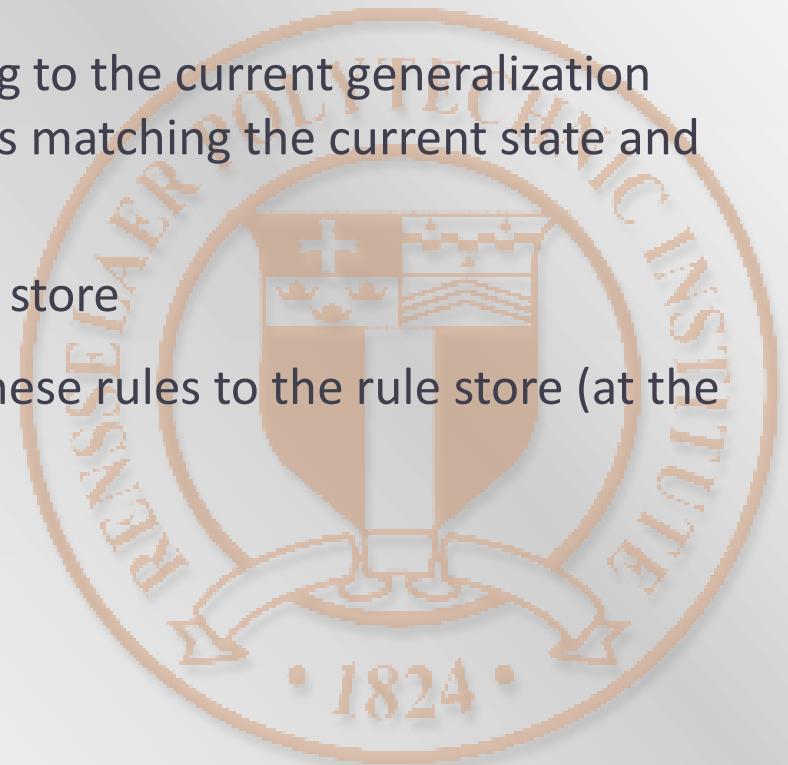 g to the current generalization
s matching the current state and
store
hese rules to the rule store (at the
RENSSELAER POLYTECHNIC INSTITUTE
• 1824 •